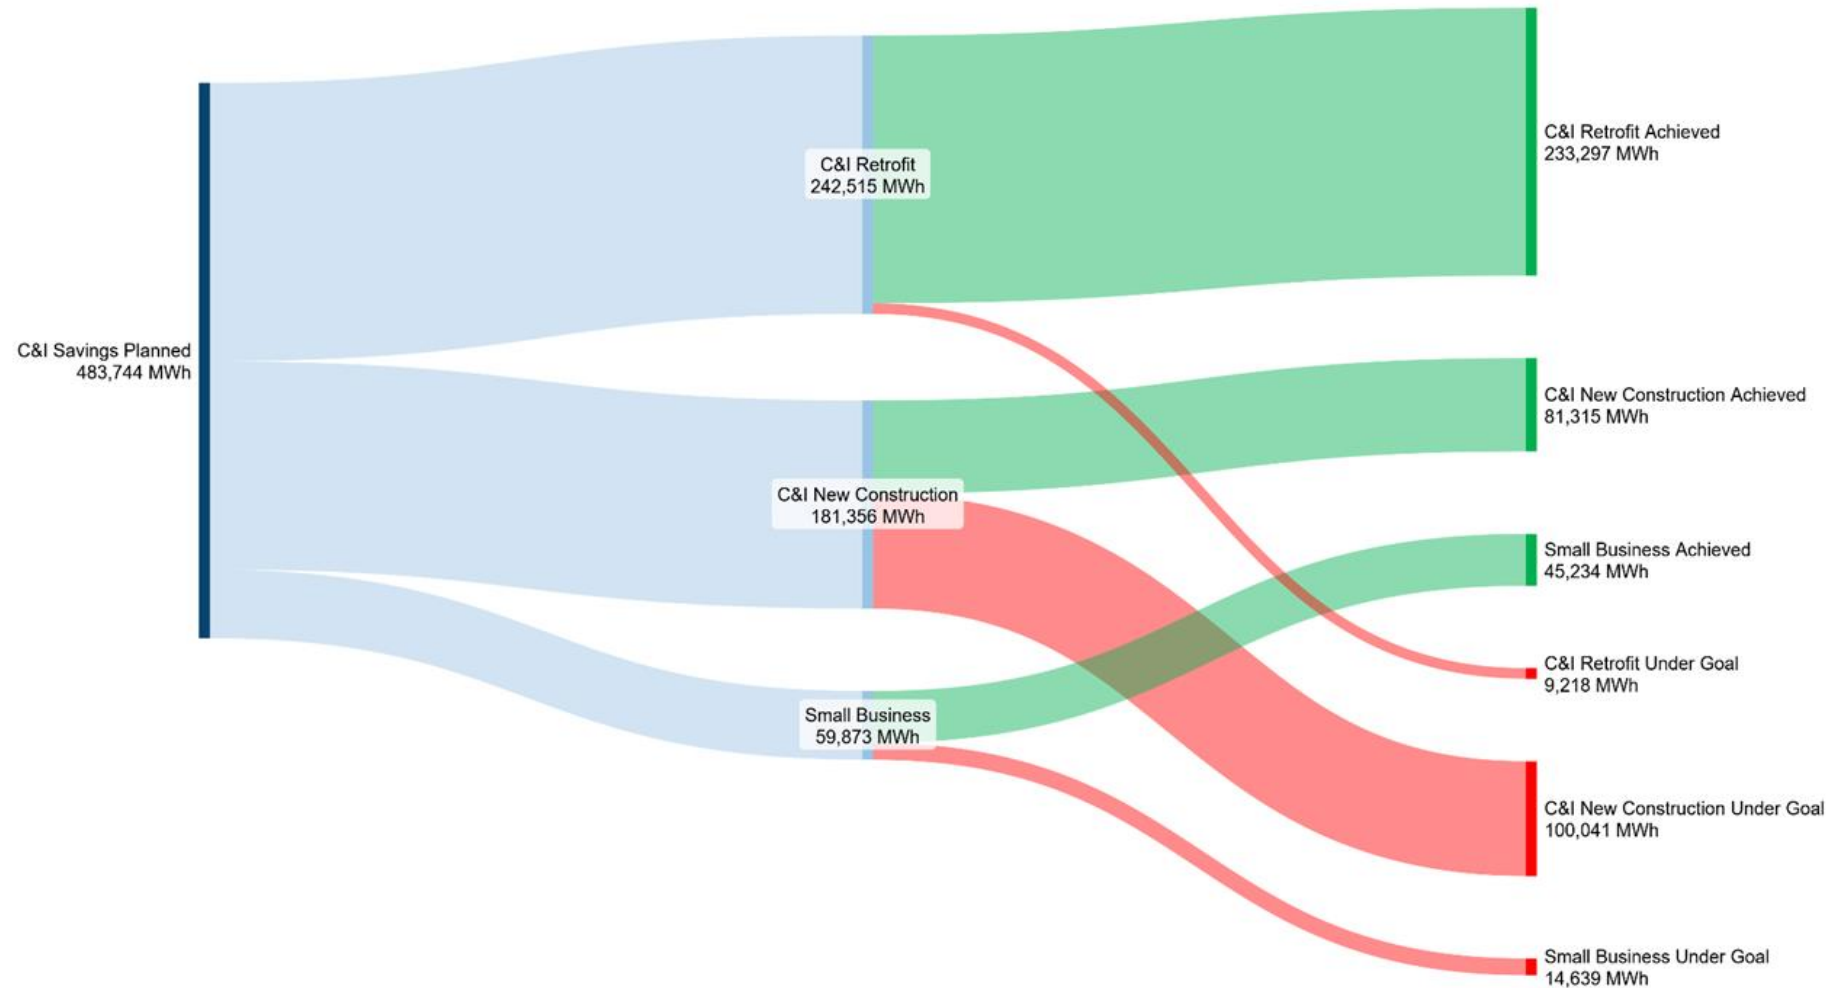 C&I Savings Planned
483,744 MWh
C&I Retrofit
242,515 MWh
C&I New Construction
181,356 MWh
Small Business
59,873 MWh
C&I Retrofit Achieved
233,297 MWh
C&I New Construction Achieved
81,315 MWh
Small Business Achieved
45,234 MWh
C&I Retrofit Under Goal
9,218 MWh
C&I New Construction Under Goal
100,041 MWh
Small Business Under Goal
14,639 MWh